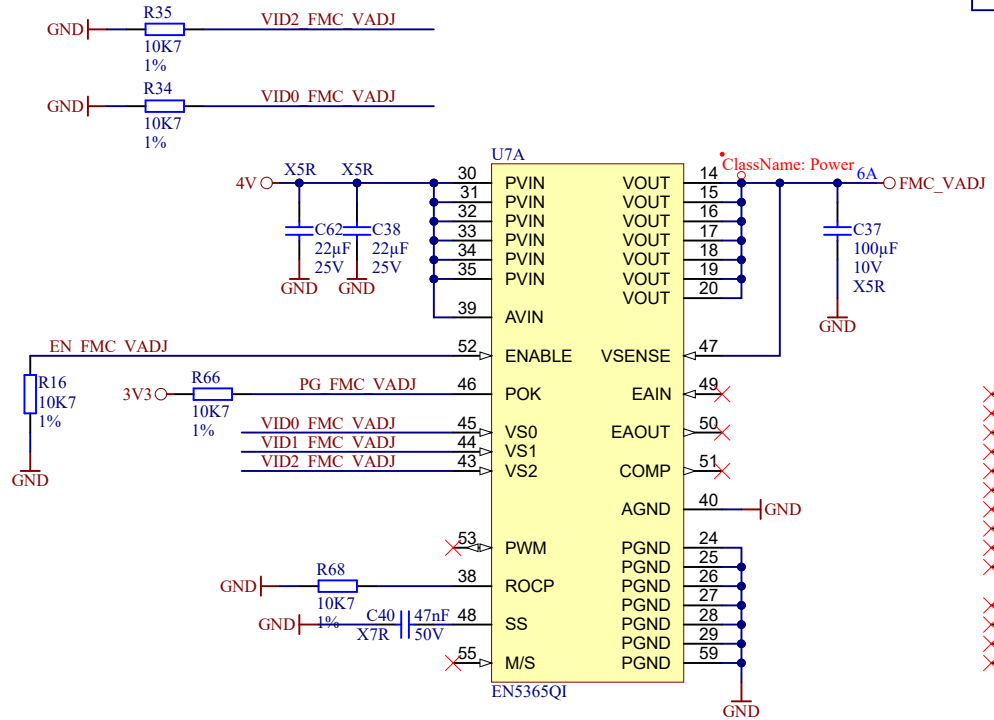 R35
GND
VID2_FMC_VADJ
10K7
1%
R34
GND
VID0_FMC_VADJ
10K7
1%
U7A
ClassName: Power
4V
X5R
X5R
C62
22µF
25V
GND
C38
22µF
25V
GND
30 PVIN
31 PVIN
32 PVIN
33 PVIN
34 PVIN
35 PVIN
39 AVIN
VOUT 14
VOUT 15
VOUT 16
VOUT 17
VOUT 18
VOUT 19
VOUT 20
6A
FMC_VADJ
C37
100µF
10V
X5R
GND
EN_FMC_VADJ
52 ENABLE
VSENSE 47
R16
10K7
1%
GND
3V3
R66
10K7
1%
PG_FMC_VADJ
46 POK
EAIN 49
VID0_FMC_VADJ
45 VS0
EAOUT 50
VID1_FMC_VADJ
44 VS1
VID2_FMC_VADJ
43 VS2
COMP 51
AGND 40
GND
53 PWM
PGND 24
PGND 25
PGND 26
PGND 27
PGND 28
PGND 29
PGND 59
GND
R68
10K7
1%
GND
38 ROCP
GND
C40
X7R
47nF
50V
48 SS
55 M/S
EN5365QI